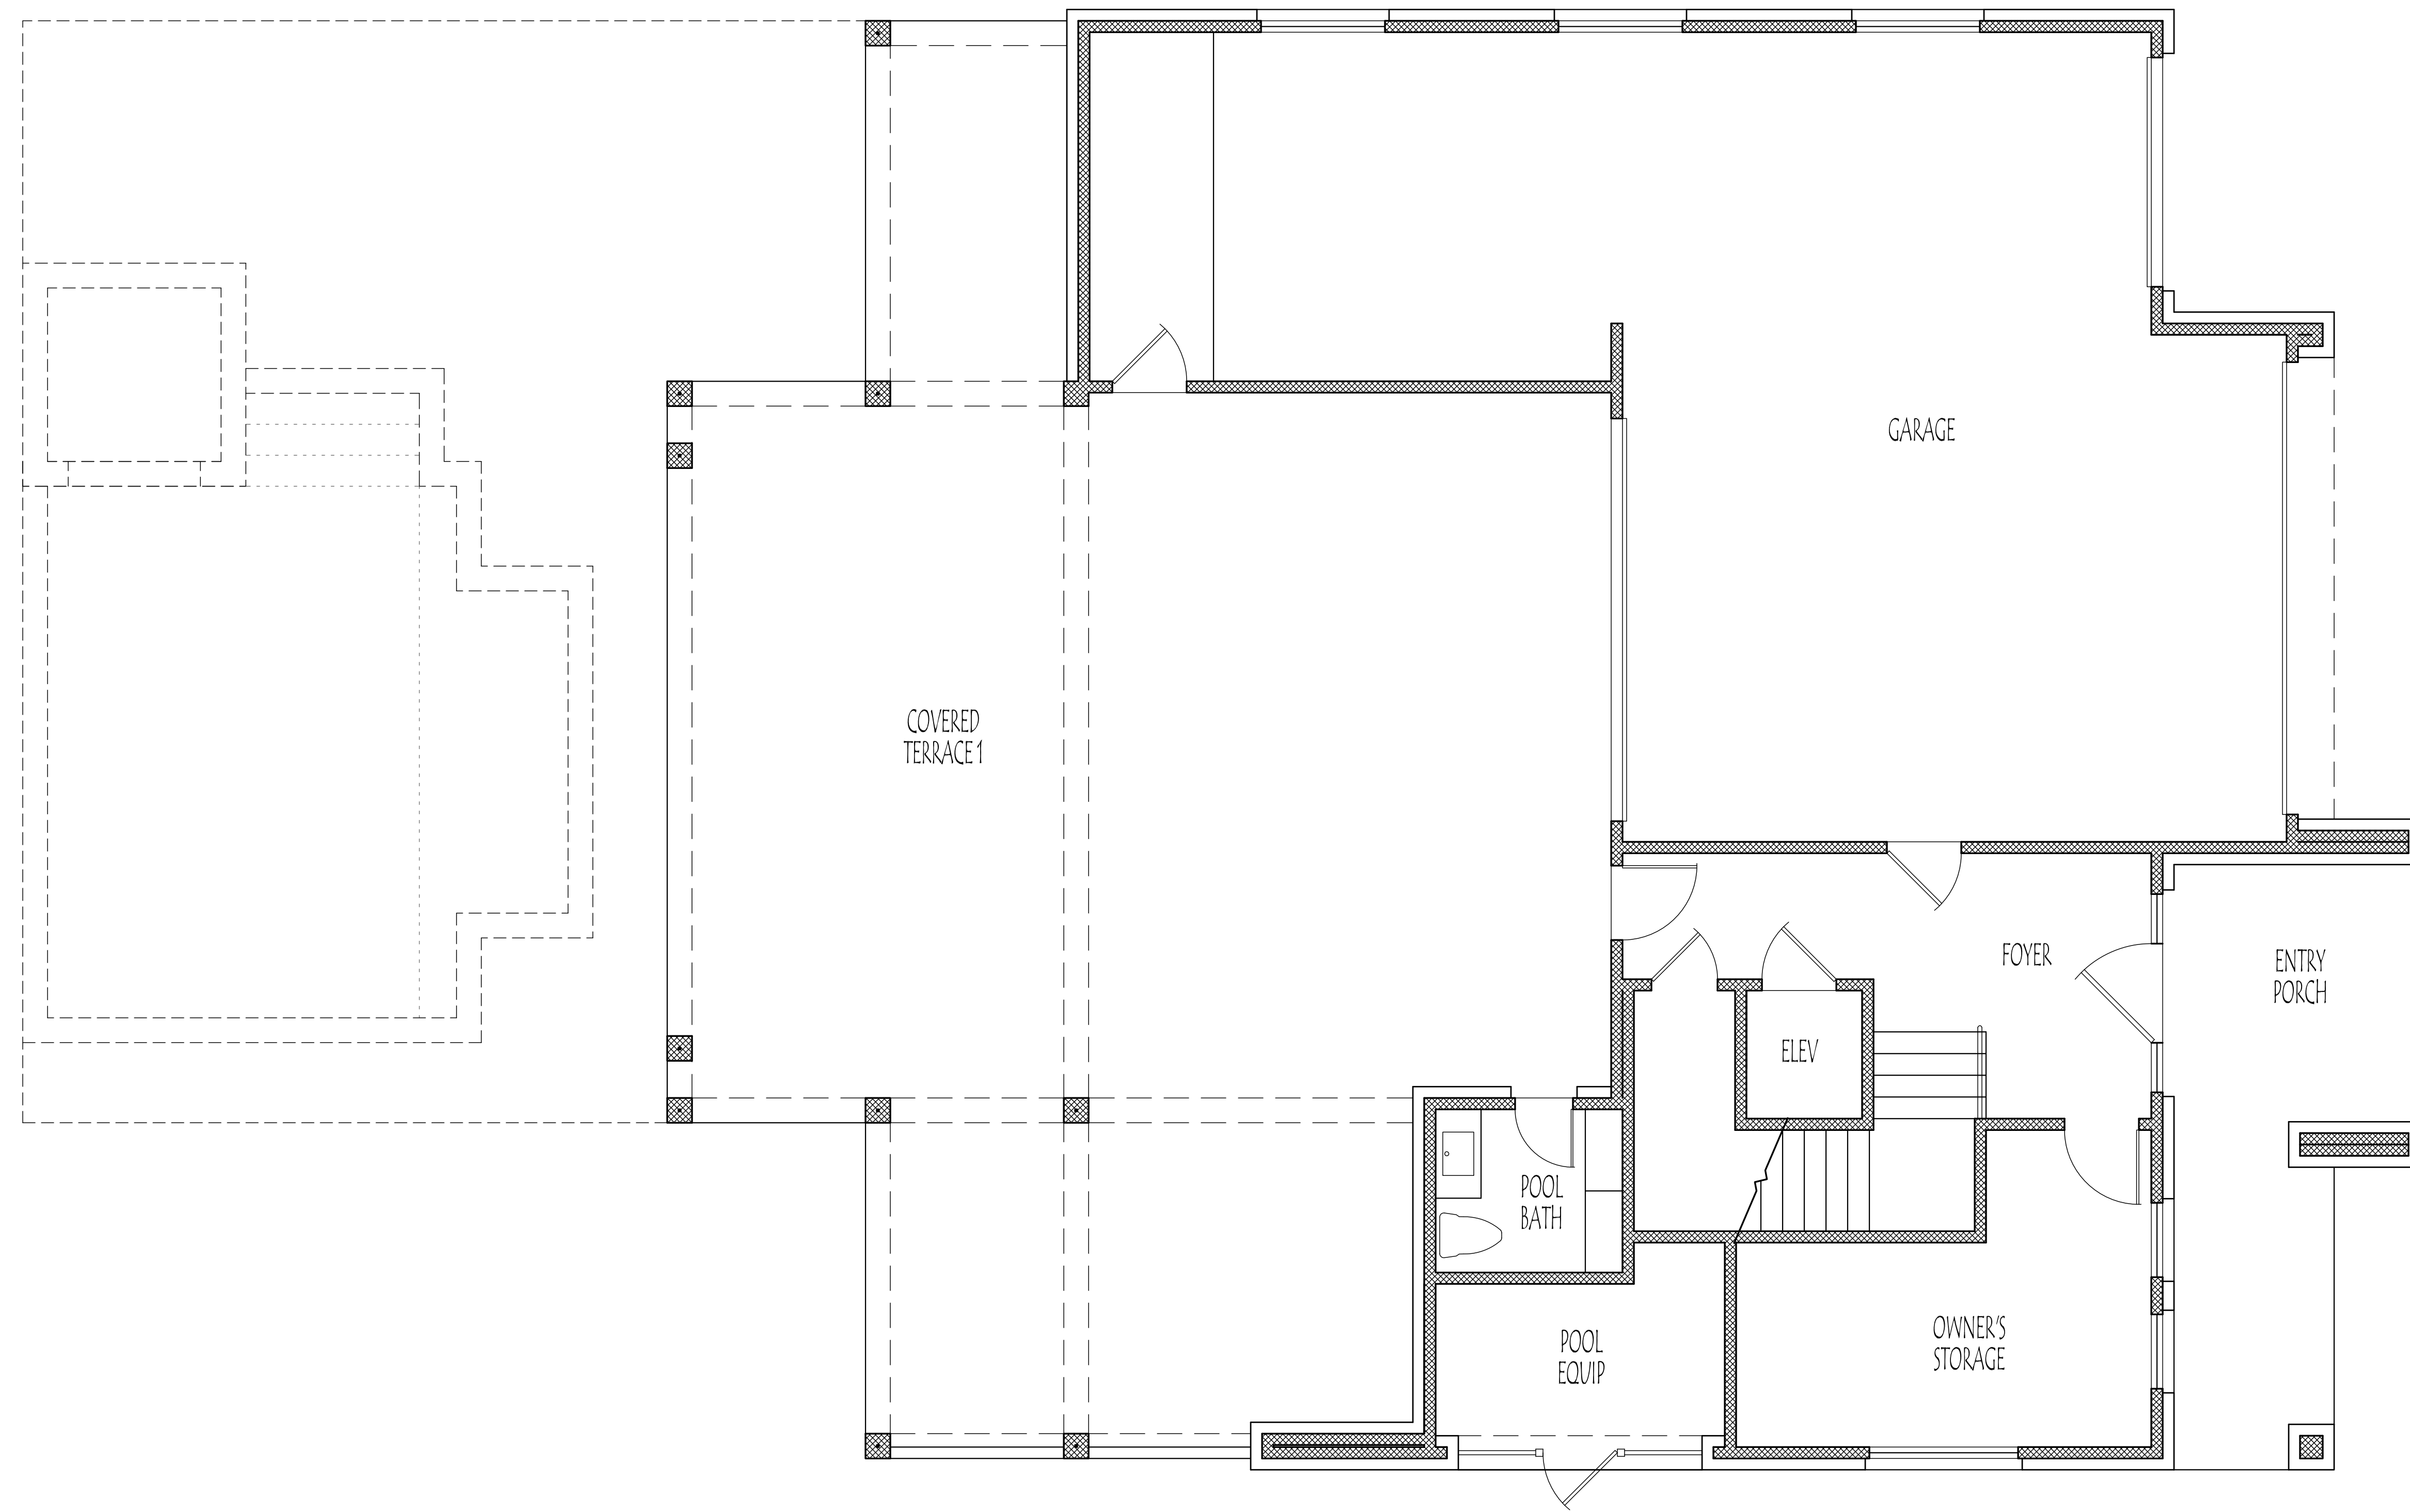 GARAGE
COVERED
TERRACE 1
FOYER
ENTRY
PORCH
ELEV
POOL
BATH
POOL
EQUIP
OWNER'S
STORAGE